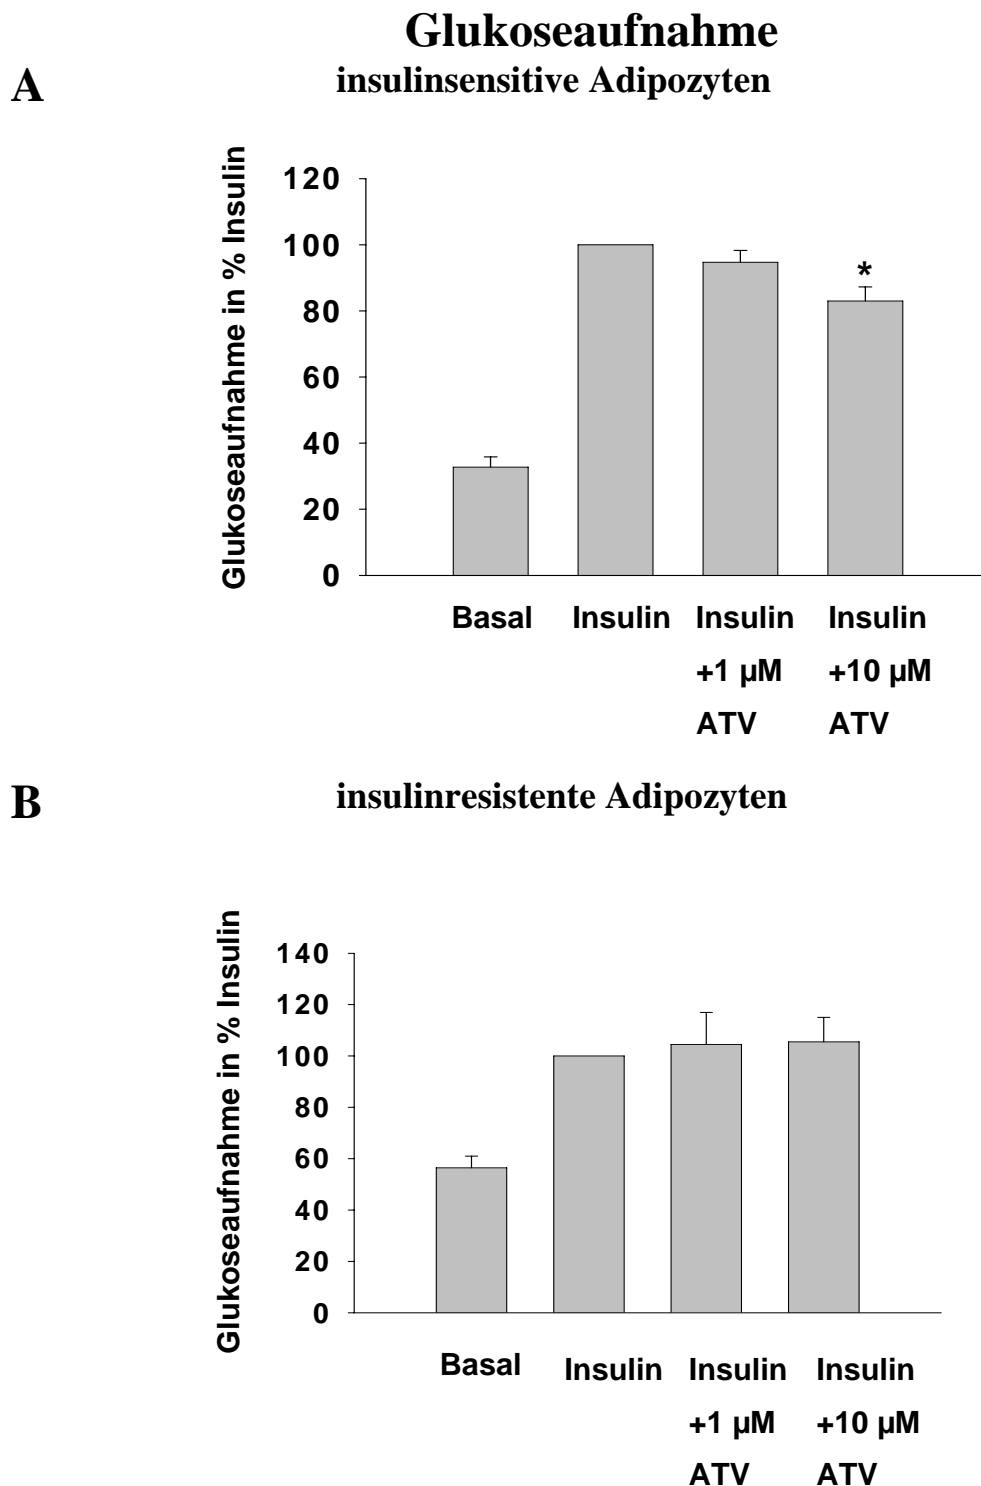 Glukoseaufnahme
A
insulinsensitive Adipozyten
Glukoseaufnahme in % Insulin
120
100
80
60
40
20
0
*
Basal Insulin Insulin Insulin
+1 µM +10 µM
ATV ATV
B
insulinresistente Adipozyten
Glukoseaufnahme in % Insulin
140
120
100
80
60
40
20
0
Basal Insulin Insulin Insulin
+1 µM +10 µM
ATV ATV